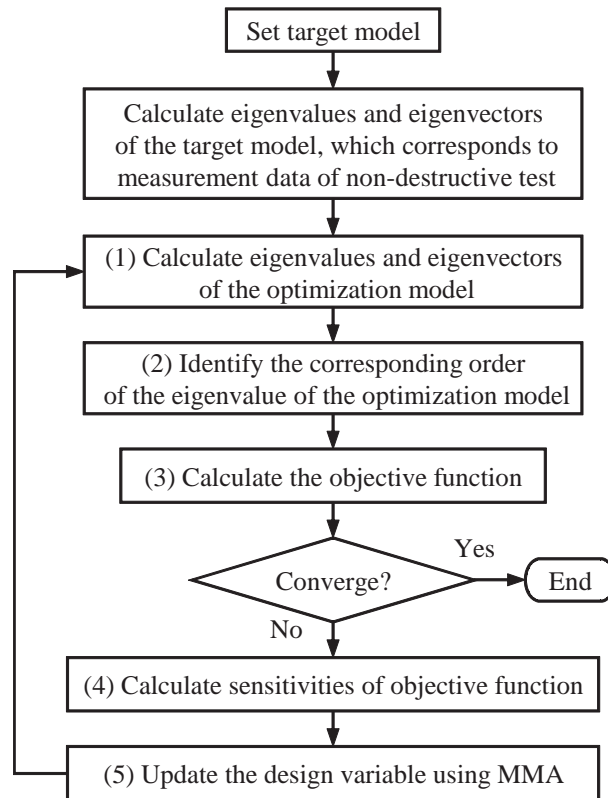 Set target model
Calculate eigenvalues and eigenvectors
of the target model, which corresponds to
measurement data of non-destructive test
(1) Calculate eigenvalues and eigenvectors
of the optimization model
(2) Identify the corresponding order
of the eigenvalue of the optimization model
(3) Calculate the objective function
Converge?
Yes
End
No
(4) Calculate sensitivities of objective function
(5) Update the design variable using MMA